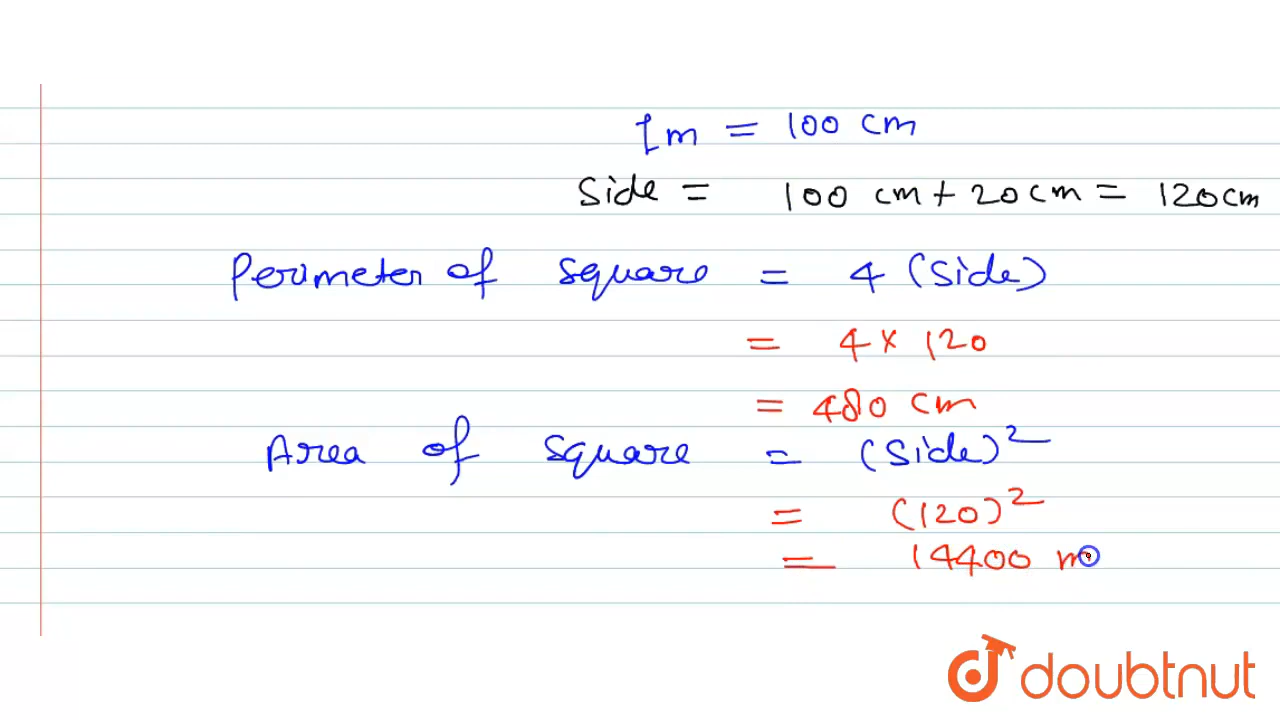 1m = 100 cm
Side = 100 cm + 20 cm = 120 cm
Perimeter of square = 4 (Side)
= 4 × 120
= 480 cm
Area of square = (Side)²
= (120)²
= 14400 m
doubtnut